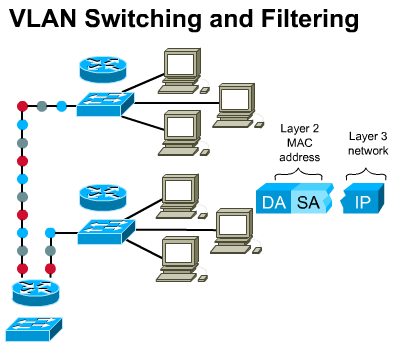 VLAN Switching and Filtering
Layer 2
MAC
address
Layer 3
network
DA SA IP